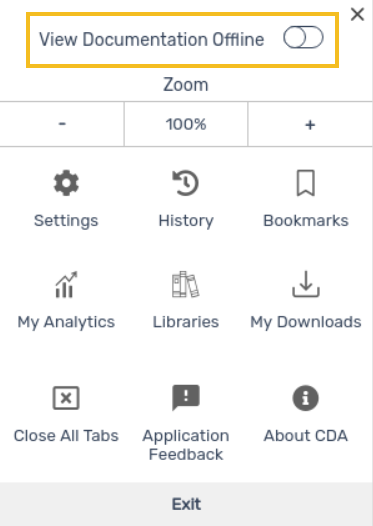 View Documentation Offline
Zoom
- 100% +
Settings History Bookmarks
My Analytics Libraries My Downloads
Close All Tabs Application Feedback About CDA
Exit